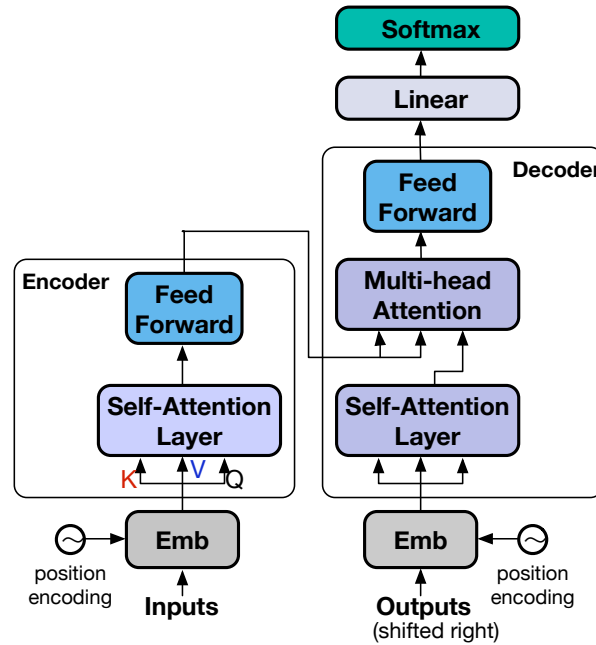 Softmax
Linear
Decoder
Feed
Forward
Multi-head
Attention
Self-Attention
Layer
Emb
position
encoding
Outputs
(shifted right)
Encoder
Feed
Forward
Self-Attention
Layer
K
V
Q
Emb
position
encoding
Inputs